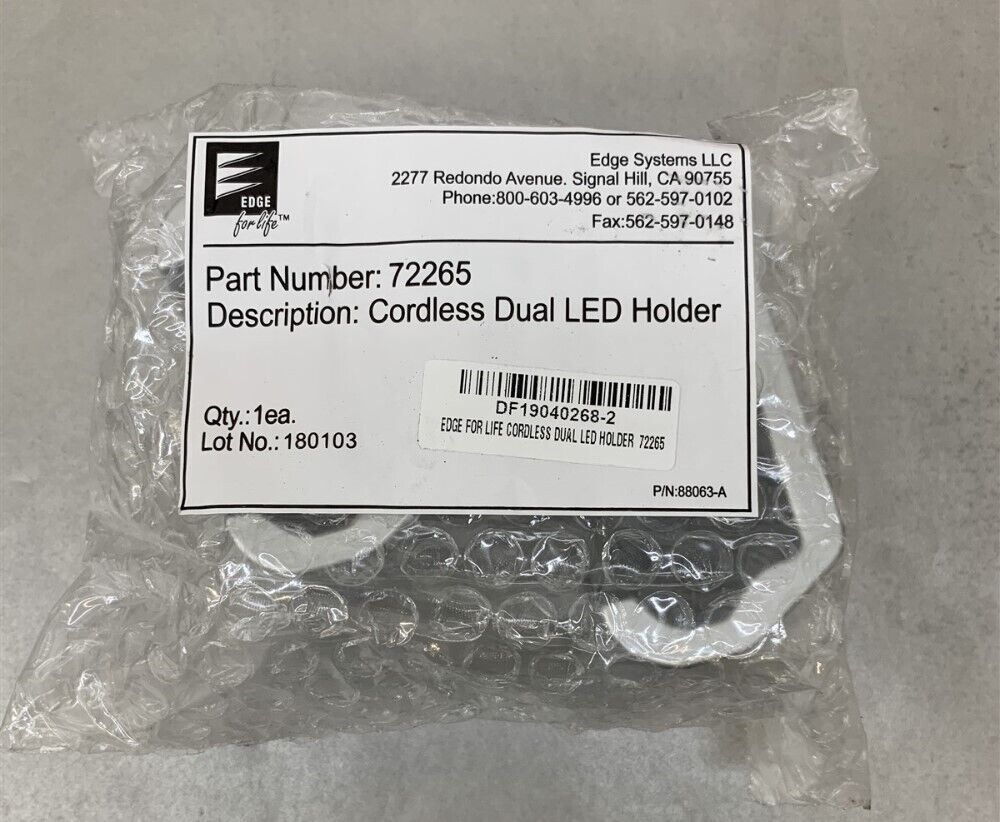 EDGE
for life™
Edge Systems LLC
2277 Redondo Avenue. Signal Hill, CA 90755
Phone:800-603-4996 or 562-597-0102
Fax:562-597-0148
Part Number: 72265
Description: Cordless Dual LED Holder
Qty.:1ea.
Lot No.:180103
DF19040268-2
EDGE FOR LIFE CORDLESS DUAL LED HOLDER 72265
P/N:88063-A